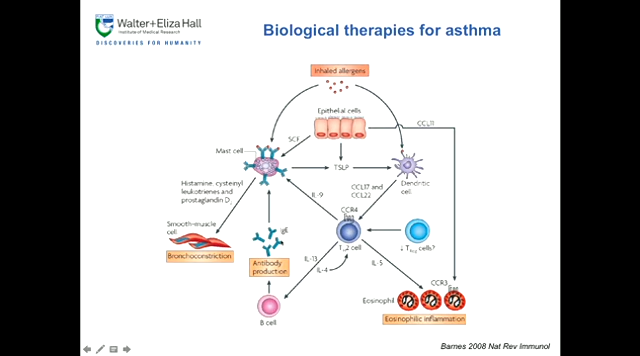 Walter+Eliza Hall
Institute of Medical Research
DISCOVERIES FOR HUMANITY
Biological therapies for asthma
Inhaled allergens
Epithelial cells
CCL11
SCF
Mast cell
TSLP
Histamine, cysteinyl
leukotrienes and
prostaglandin D2
IL-9
CCL17 and
CCL22
Dendritic
cell
CCR4
Smooth-muscle
cell
Bronchoconstriction
IgE
Antibody
production
TH2 cell
↓ TReg cells?
IL-13
IL-4
IL-5
CCR3
B cell
Eosinophil
Eosinophilic inflammation
Barnes 2008 Nat Rev Immunol